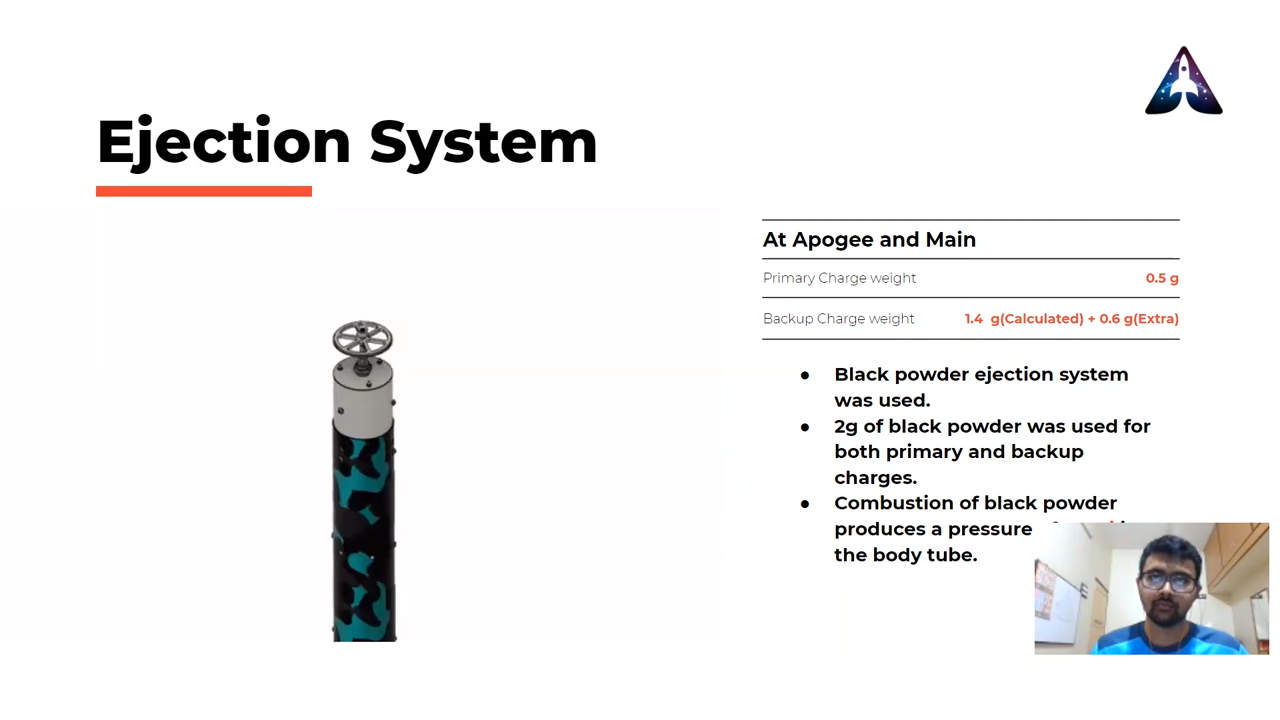 Ejection System
At Apogee and Main
Primary Charge weight 0.5 g
Backup Charge weight 1.4 g(Calculated) + 0.6 g(Extra)
● Black powder ejection system
was used.
● 2g of black powder was used for
both primary and backup
charges.
● Combustion of black powder
produces a pressure
the body tube.